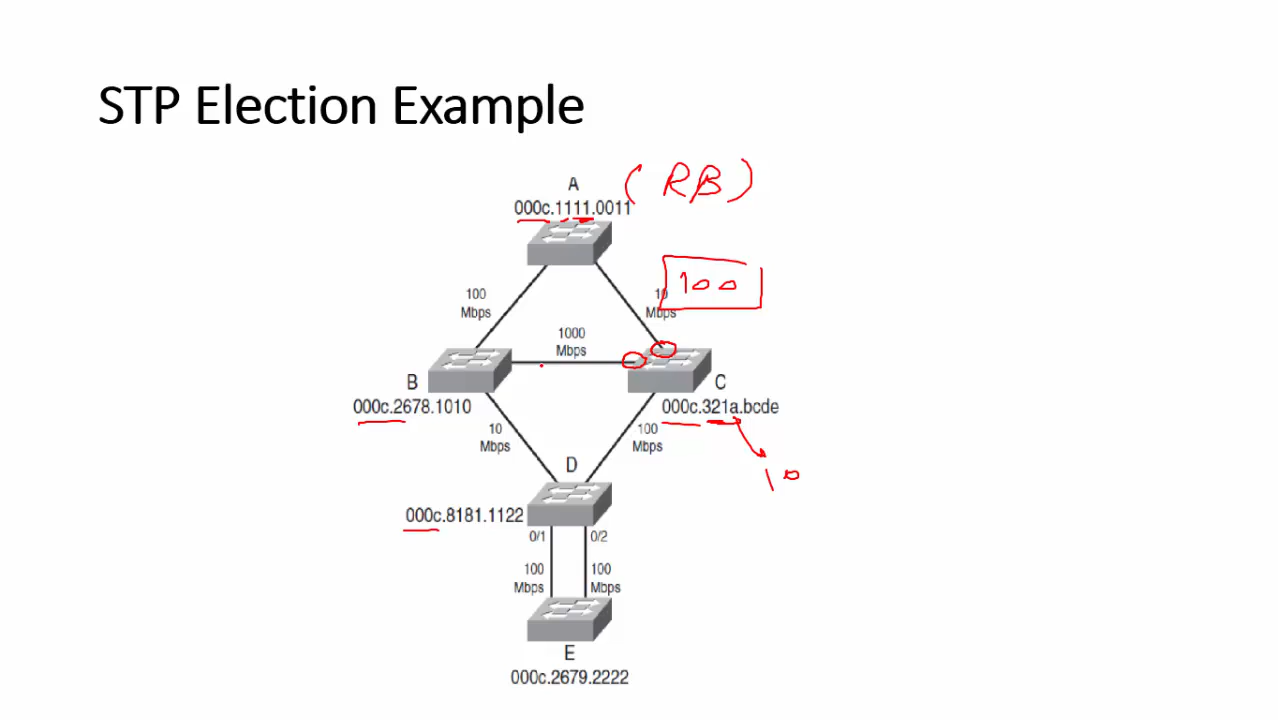 STP Election Example
A
( RB )
000c.1111.0011
100
Mbps
10
Mbps
100
1000
Mbps
B
000c.2678.1010
C
000c.321a.bcde
10
Mbps
100
Mbps
10
D
000c.8181.1122
0/1
0/2
100
Mbps
100
Mbps
E
000c.2679.2222